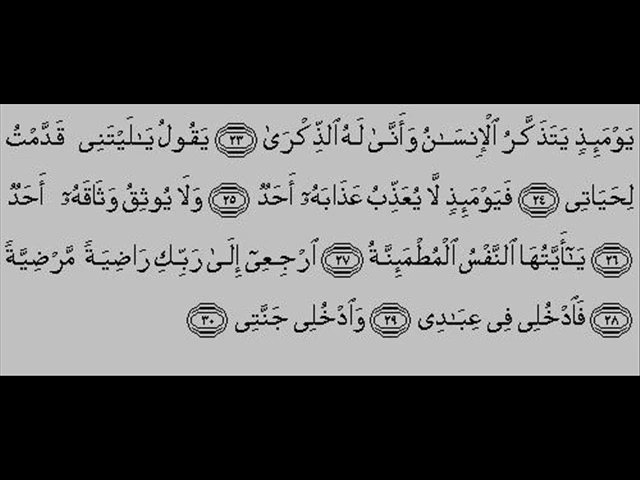 يَوْمَئِذٍ يَتَذَكَّرُ ٱلْإِنسَـٰنُ وَأَنَّىٰ لَهُ ٱلذِّكْرَىٰ ٢٣ يَقُولُ يَـٰلَيْتَنِى قَدَّمْتُ
لِحَيَاتِى ٢٤ فَيَوْمَئِذٍ لَّا يُعَذِّبُ عَذَابَهُۥٓ أَحَدٌ ٢٥ وَلَا يُوثِقُ وَثَاقَهُۥٓ أَحَدٌ
٢٦ يَـٰٓأَيَّتُهَا ٱلنَّفْسُ ٱلْمُطْمَئِنَّةُ ٢٧ ٱرْجِعِىٓ إِلَىٰ رَبِّكِ رَاضِيَةً مَّرْضِيَّةً
٢٨ فَٱدْخُلِى فِى عِبَـٰدِى ٢٩ وَٱدْخُلِى جَنَّتِى ٣٠